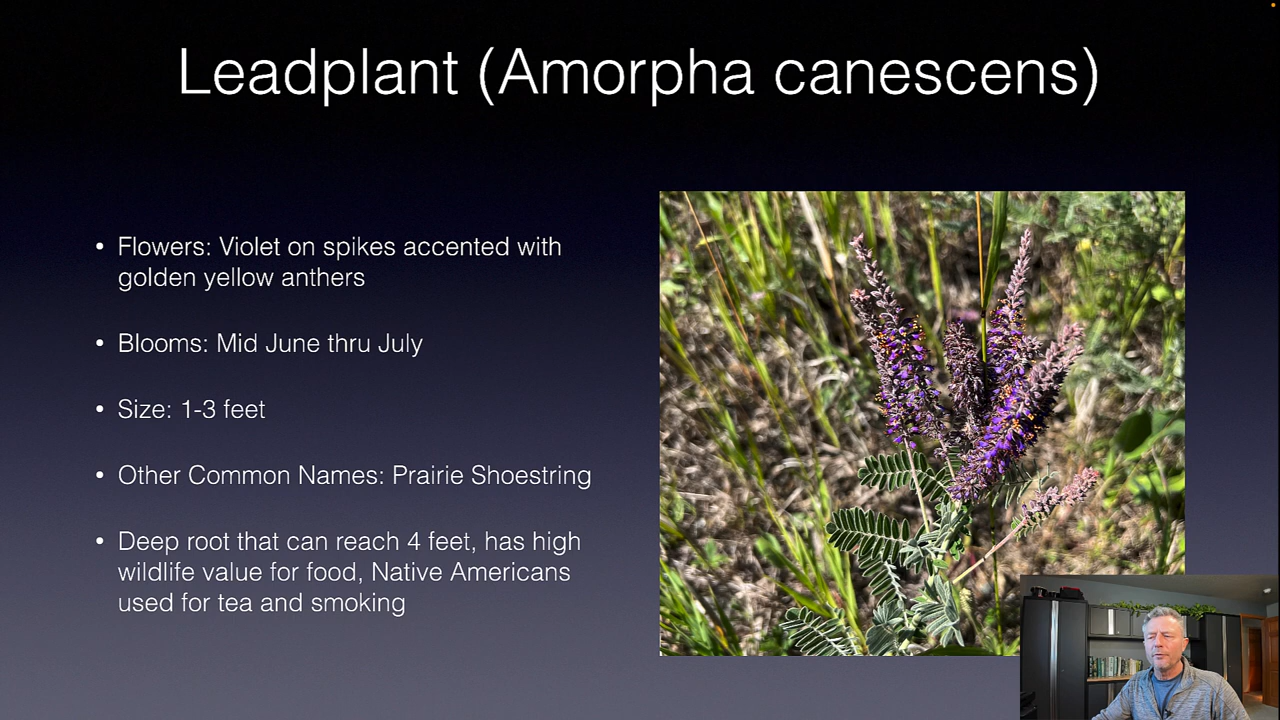 Leadplant (Amorpha canescens)
• Flowers: Violet on spikes accented with
golden yellow anthers
• Blooms: Mid June thru July
• Size: 1-3 feet
• Other Common Names: Prairie Shoestring
• Deep root that can reach 4 feet, has high
wildlife value for food, Native Americans
used for tea and smoking